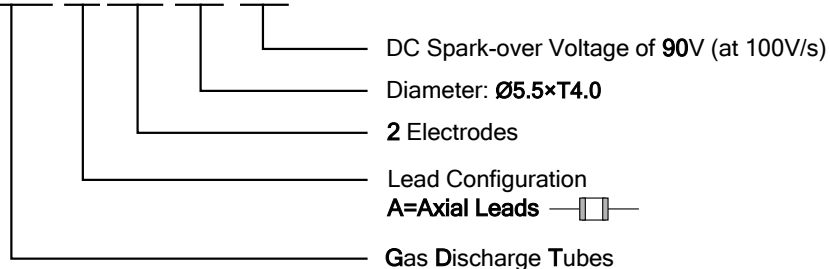 DC Spark-over Voltage of 90V (at 100V/s)
Diameter: Ø5.5×T4.0
2 Electrodes
Lead Configuration
A=Axial Leads
Gas Discharge Tubes